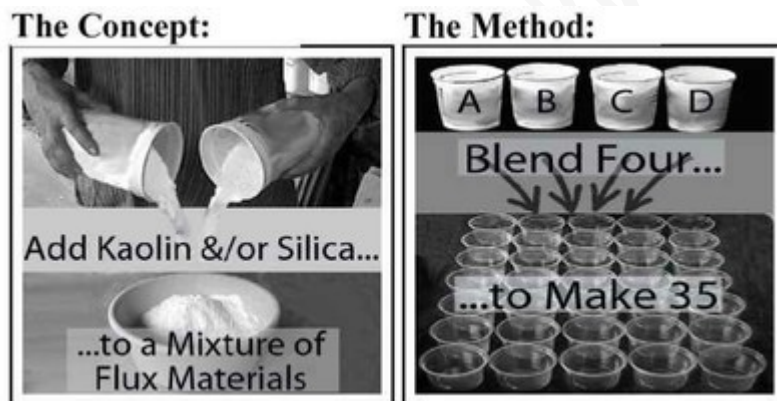 The Concept:
Add Kaolin &/or Silica...
...to a Mixture of
Flux Materials
The Method:
A B C D
Blend Four...
...to Make 35